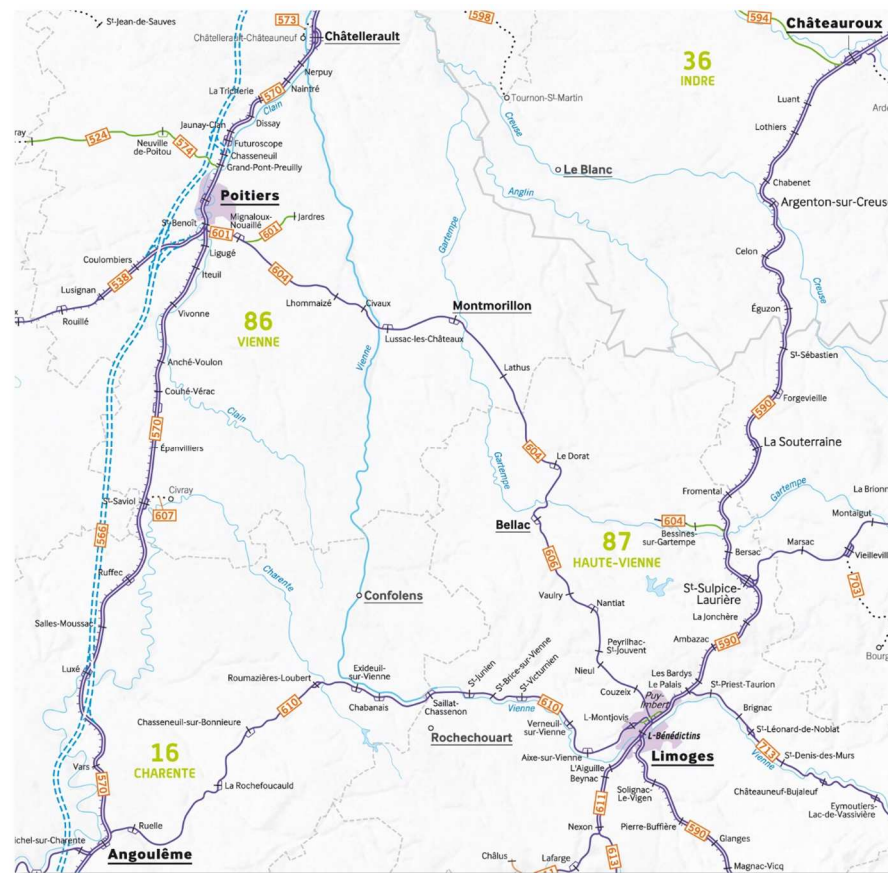 St-Jean-de-Sauves
573
Châtellerault-Châteauneuf
Châtellerault
598
594
Châteauroux
36
INDRE
Nerpuy
Naintré
La Tricherie
570
Clain
Tournon-St-Martin
Luant
Lothiers
Jaunay-Clan
Dissay
524
574
Neuville
de-Poitou
Futuroscope
Chasseneuil
Grand-Pont-Preuilly
Creuse
Le Blanc
Chabenet
Argenton-sur-Creuse
Anglin
Gartempe
Poitiers
St-Benoît
Mignaloux-
Nouaillé
601
601
Jardres
Ligugé
Coulombiers
Iteuil
604
Celon
Creuse
Lusignan
538
Rouillé
Lhommaizé
Civaux
Montmorillon
Éguzon
Vivonne
86
VIENNE
Lussac-les-Châteaux
Vienne
St-Sébastien
Anché-Voulon
Lathus
Couhé-Vérac
Forgevieille
590
Clain
570
Épanvilliers
604
Le Dorat
La Souterraine
Gartempe
Civray
St-Saviol
607
Fromental
Gartempe
La Brionn
Bellac
604
Bessines-
sur-Gartempe
Montaigut
566
87
HAUTE-VIENNE
Bersac
Marsac
Vieillevill
606
Ruffec
Charente
St-Sulpice-
Laurière
703
Confolens
Vaulry
Nantiat
La Jonchère
Salles-Moussac
Ambazac
590
Peyrilhac-
St-Jouvent
Bourg
Luxé
Roumazières-Loubert
Exideuil
sur-Vienne
St-Junien
St-Brice-sur-Vienne
St-Victurnien
Nieul
Les Bardys
Le Palais
St-Priest-Taurion
Couzeix
Puy-
Imbert
Chabanais
Saillat-
Chassenon
Vienne
610
610
Brignac
Chasseneuil-sur-Bonnieure
L-Montjovis
Verneuil-
sur-Vienne
St-Léonard-de-Noblat
Rochechouart
L-Bénédictins
713
16
CHARENTE
Aixe-sur-Vienne
Limoges
St-Denis-des-Murs
Vienne
Vars
570
L'Aiguille
Beynac
La Rochefoucauld
Solignac-
Le-Vigen
Châteauneuf-Bujaleuf
611
Eymoutiers-
Lac-de-Vassivière
Ruelle
Nexon
Pierre-Buffière
590
Glanges
ichel-sur-Charente
Angoulême
Châlus
Lafarge
613
Magnac-Vicq